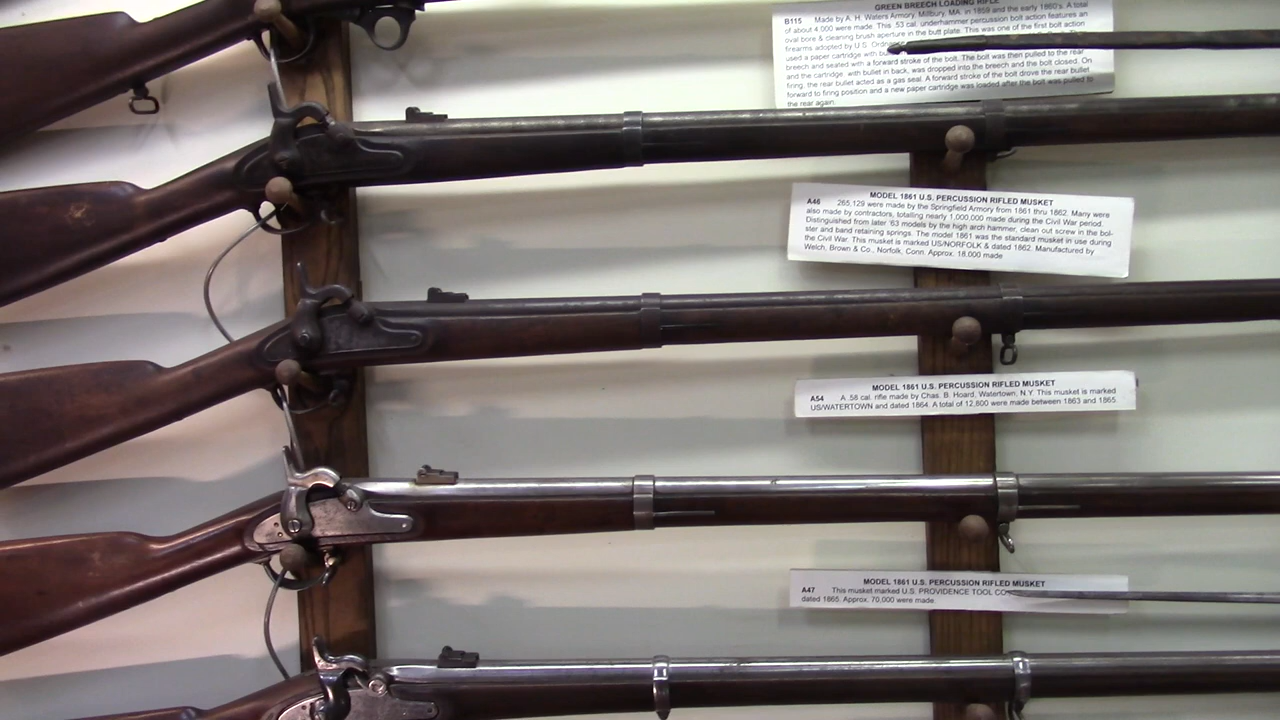 GREEN BREECH LOADING RIFLE
B115 Made by A. H. Waters Armory, Millbury, MA. in 1859 and the early 1860's. A total
of about 4,000 were made. This .53 cal. underhammer percussion bolt action features an
oval bore & cleaning brush aperture in the butt plate. This was one of the first bolt action
firearms adopted by U.S.
used a paper cartridge with
breech and seated with a forward stroke of the bolt. The bolt was then pulled to the rear
and the cartridge, with bullet in back, was dropped into the breech and the bolt closed. On
firing, the rear bullet acted as a gas seal. A forward stroke of the bolt drove the rear bullet
forward to firing position and a new paper cartridge was loaded after the bolt was pulled to
the rear again.
MODEL 1861 U.S. PERCUSSION RIFLED MUSKET
A46 265,129 were made by the Springfield Armory from 1861 thru 1862. Many were
also made by contractors, totalling nearly 1,000,000 made during the Civil War period.
Distinguished from later '63 models by the high arch hammer, clean out screw in the bol-
ster and band retaining springs. The model 1861 was the standard musket in use during
the Civil War. This musket is marked US/NORFOLK & dated 1862. Manufactured by
Welch, Brown & Co., Norfolk, Conn. Approx. 18,000 made
MODEL 1861 U.S. PERCUSSION RIFLED MUSKET
A54 A .58 cal. rifle made by Chas. B. Hoard, Watertown, N.Y. This musket is marked
US/WATERTOWN and dated 1864. A total of 12,800 were made between 1863 and 1865.
MODEL 1861 U.S. PERCUSSION RIFLED MUSKET
A47 This musket marked U.S. PROVIDENCE TOOL CO
dated 1865. Approx. 70,000 were made.